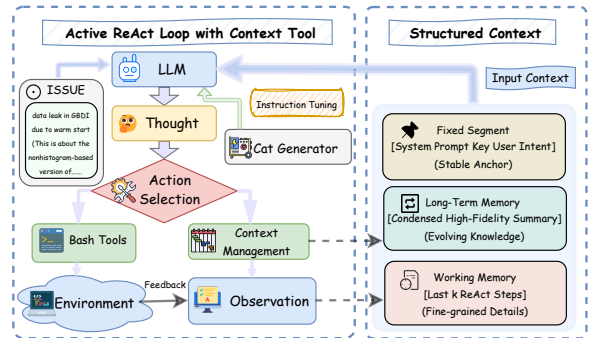 Active ReAct Loop with Context Tool
LLM
ISSUE
data leak in GBDI
due to warm start
(This is about the
nonhistogram-based
version of......
Instruction Tuning
Thought
Cat Generator
Action
Selection
Bash Tools
Context
Management
Environment
Feedback
Observation
Structured Context
Input Context
Fixed Segment
[System Prompt Key User Intent]
(Stable Anchor)
Long-Term Memory
[Condensed High-Fidelity Summary]
(Evolving Knowledge)
Working Memory
[Last k ReAct Steps]
(Fine-grained Details)